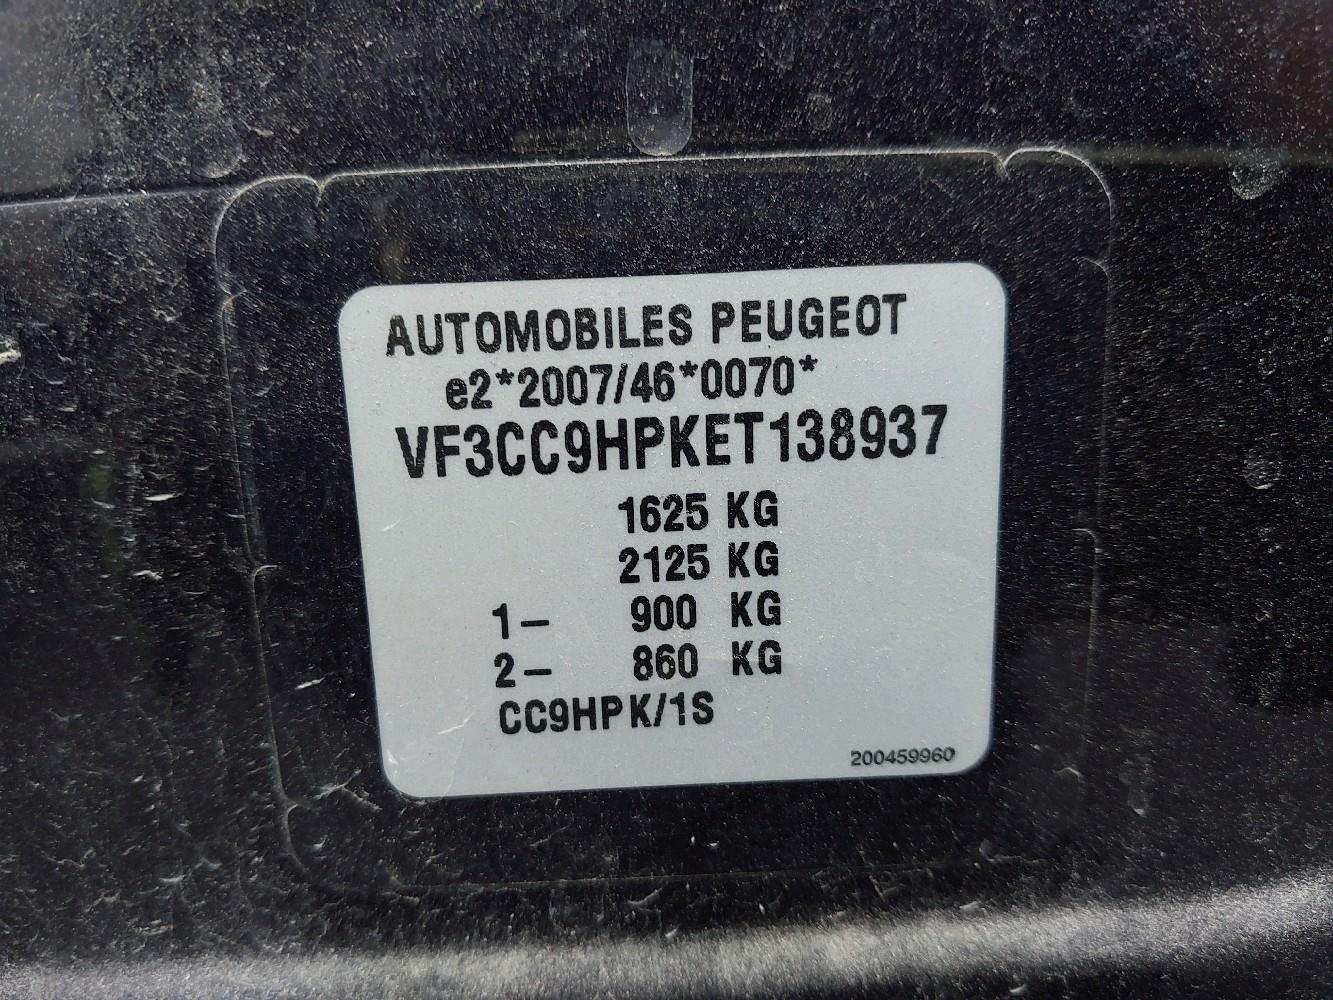 AUTOMOBILES PEUGEOT
e2*2007/46*0070*
VF3CC9HPKET138937
1625 KG
2125 KG
1– 900 KG
2– 860 KG
CC9HPK/1S
200459960